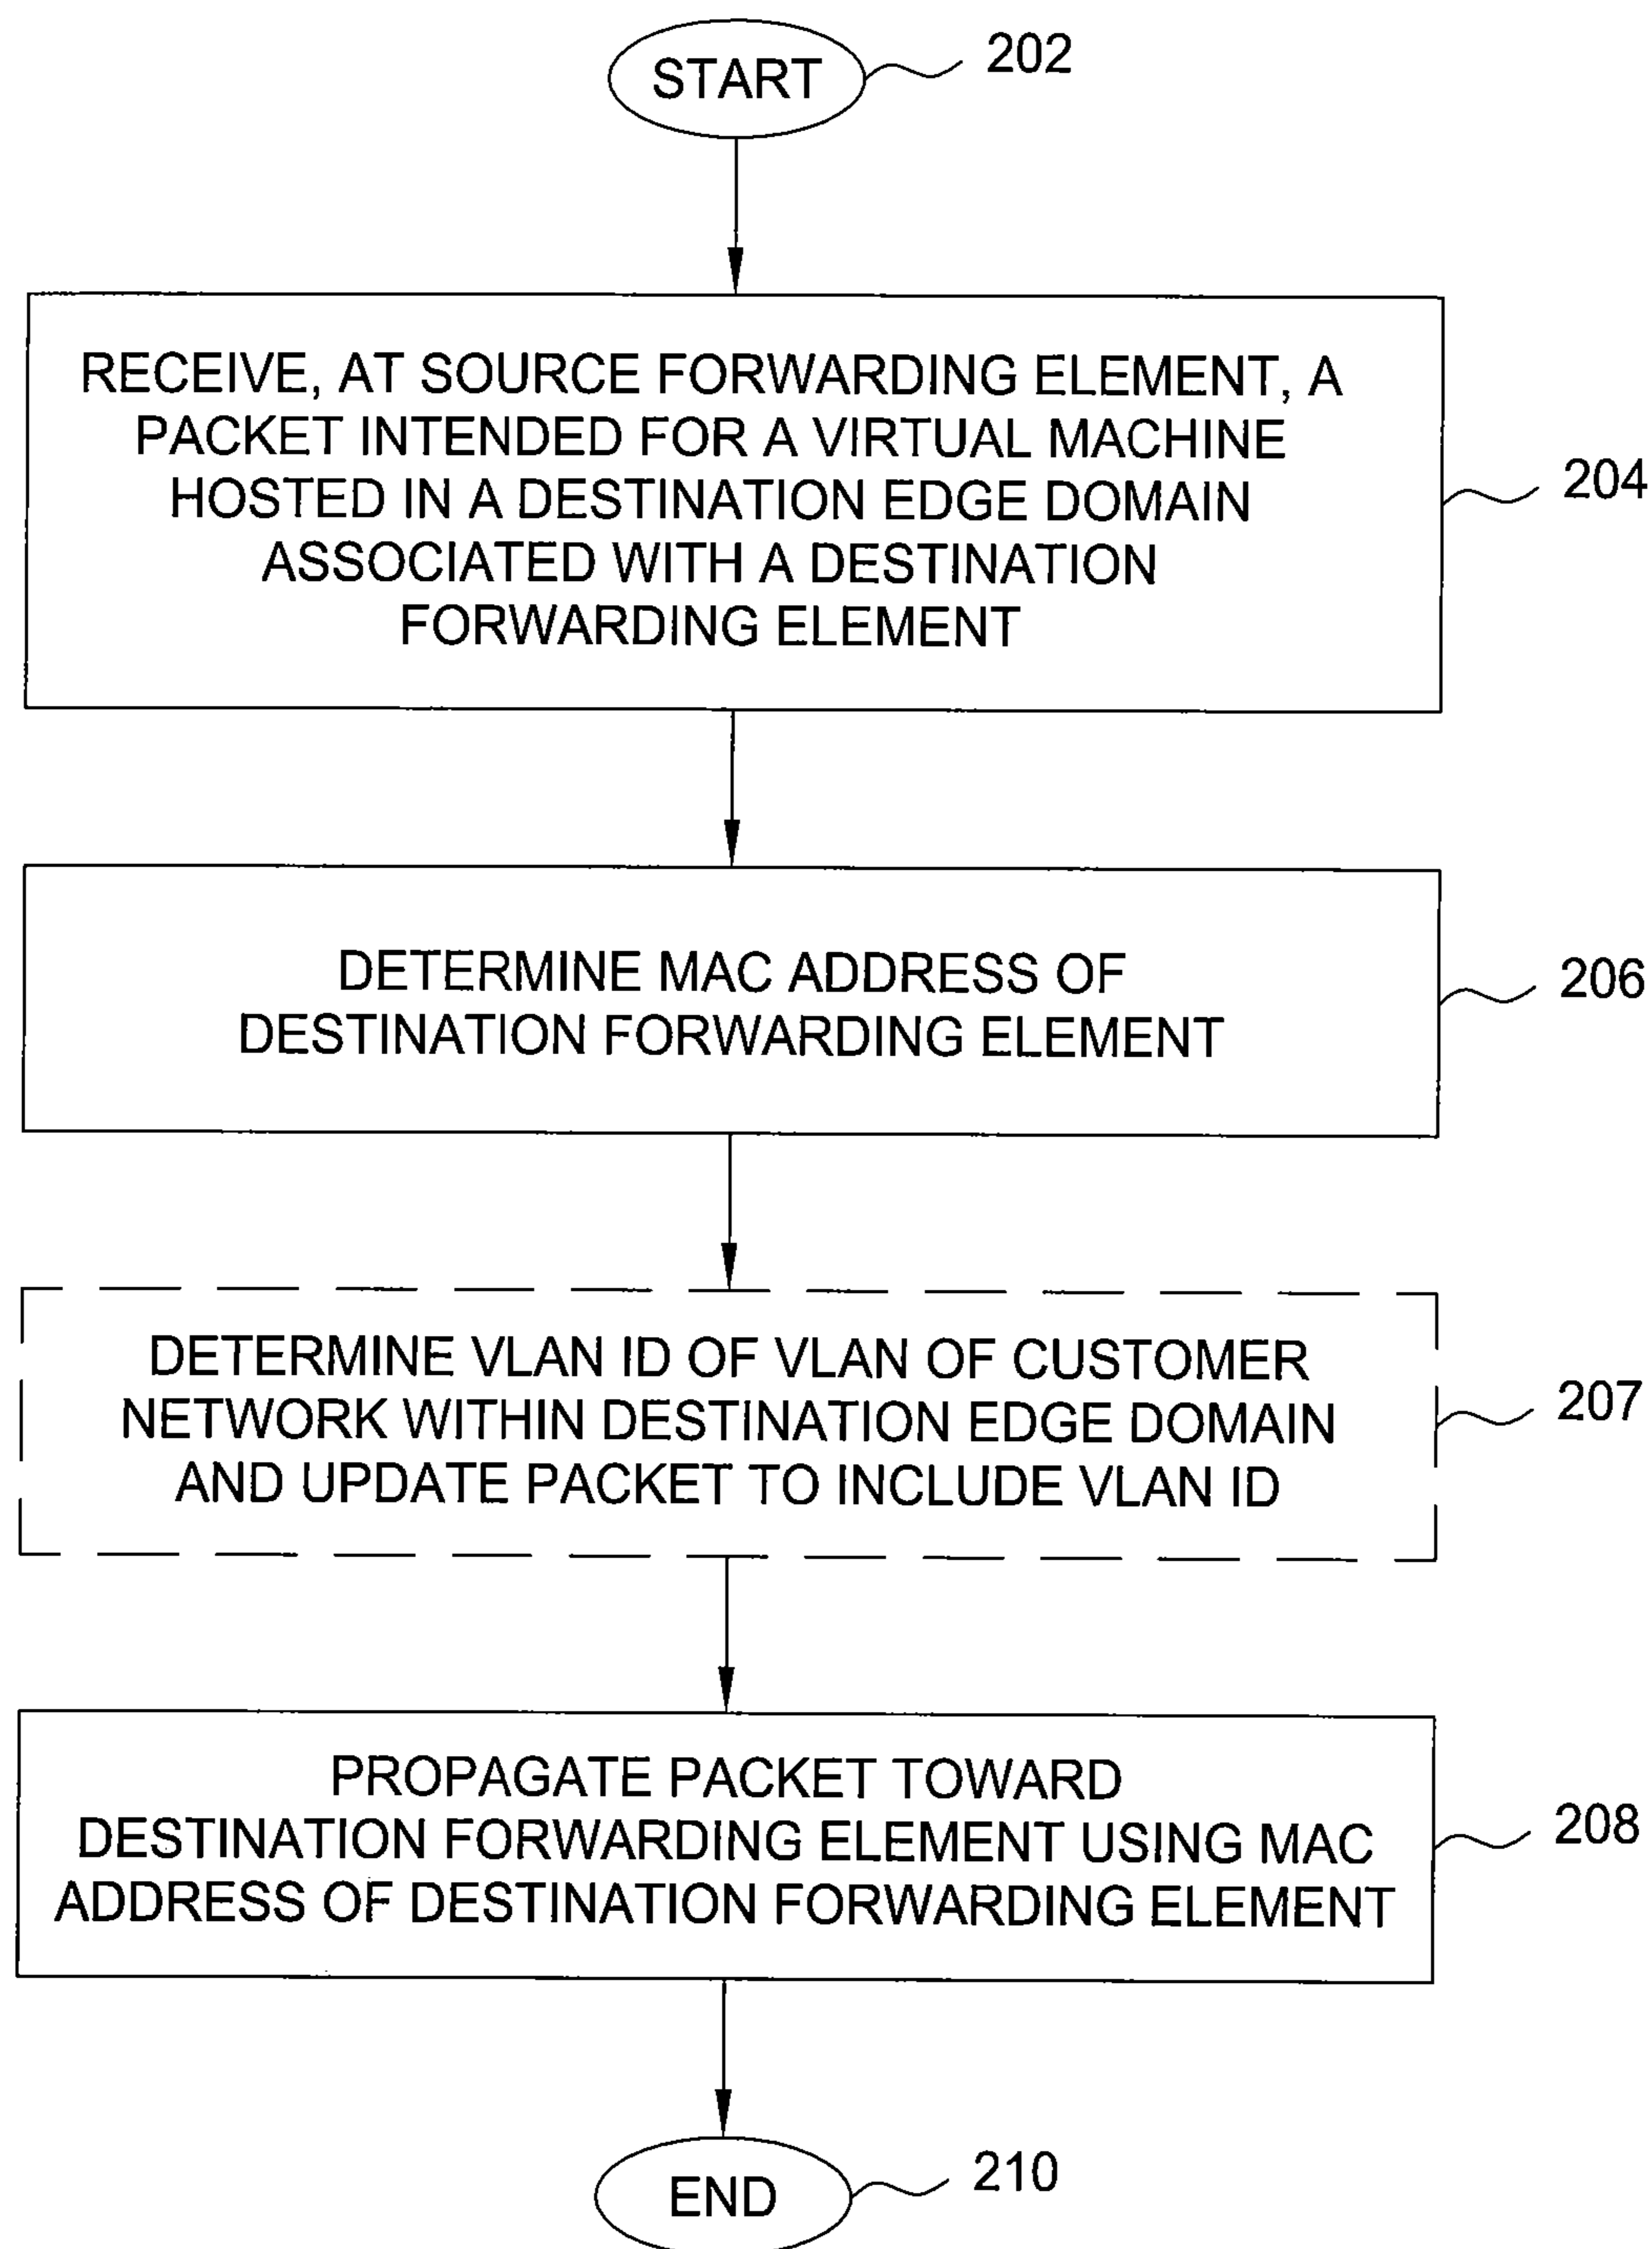 START
202
RECEIVE, AT SOURCE FORWARDING ELEMENT, A
PACKET INTENDED FOR A VIRTUAL MACHINE
HOSTED IN A DESTINATION EDGE DOMAIN
ASSOCIATED WITH A DESTINATION
FORWARDING ELEMENT
204
DETERMINE MAC ADDRESS OF
DESTINATION FORWARDING ELEMENT
206
DETERMINE VLAN ID OF VLAN OF CUSTOMER
NETWORK WITHIN DESTINATION EDGE DOMAIN
AND UPDATE PACKET TO INCLUDE VLAN ID
207
PROPAGATE PACKET TOWARD
DESTINATION FORWARDING ELEMENT USING MAC
ADDRESS OF DESTINATION FORWARDING ELEMENT
208
END
210